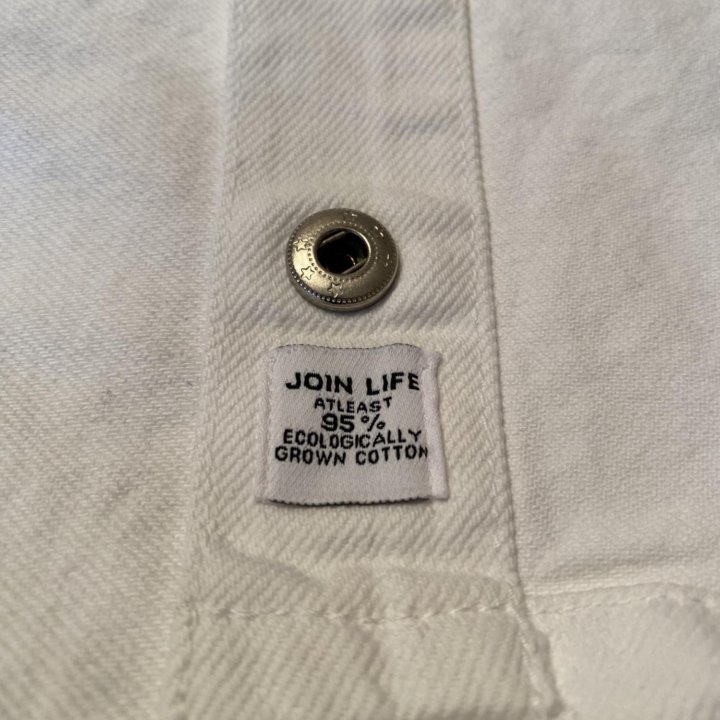 JOIN LIFE
ATLEAST
95%
ECOLOGICALLY
GROWN COTTON